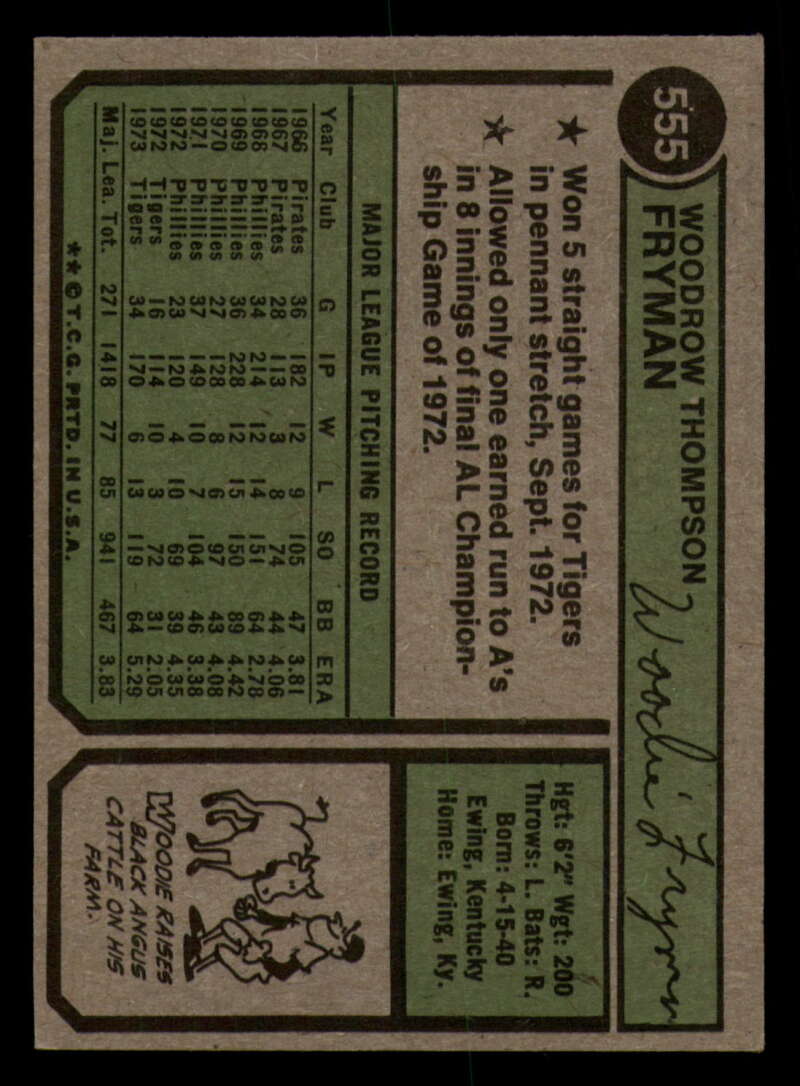 555
WOODROW THOMPSON
FRYMAN
Woodie Fryman
★ Won 5 straight games for Tigers
in pennant stretch, Sept. 1972.
★ Allowed only one earned run to A's
in 8 innings of final AL Champion-
ship Game of 1972.
MAJOR LEAGUE PITCHING RECORD
Year Club G IP W L SO BB ERA
1966 Pirates 36 182 12 9 105 47 3.81
1967 Pirates 28 113 3 8 74 44 4.06
1968 Phillies 34 214 12 14 151 64 2.78
1969 Phillies 36 228 12 15 150 89 4.42
1970 Phillies 27 128 8 6 97 43 4.08
1971 Phillies 37 149 10 7 104 46 3.38
1972 Phillies 23 120 4 10 69 39 4.35
1972 Tigers 16 114 10 3 72 31 2.05
1973 Tigers 34 170 6 13 119 64 5.29
Maj. Lea. Tot. 271 1418 77 85 941 467 3.83
** © T.C.G. PRTD. IN U.S.A.
Hgt: 6'2" Wgt: 200
Throws: L. Bats: R.
Born: 4-15-40
Ewing, Kentucky
Home: Ewing, Ky.
WOODIE RAISES
BLACK ANGUS
CATTLE ON HIS
FARM.